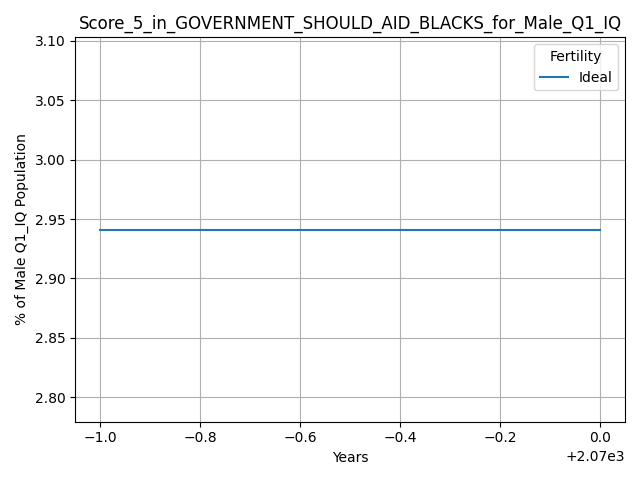 Score_5_in_GOVERNMENT_SHOULD_AID_BLACKS_for_Male_Q1_IQ
Fertility
Ideal
% of Male Q1_IQ Population
3.10
3.05
3.00
2.95
2.90
2.85
2.80
−1.0 −0.8 −0.6 −0.4 −0.2 0.0
Years
+2.07e3